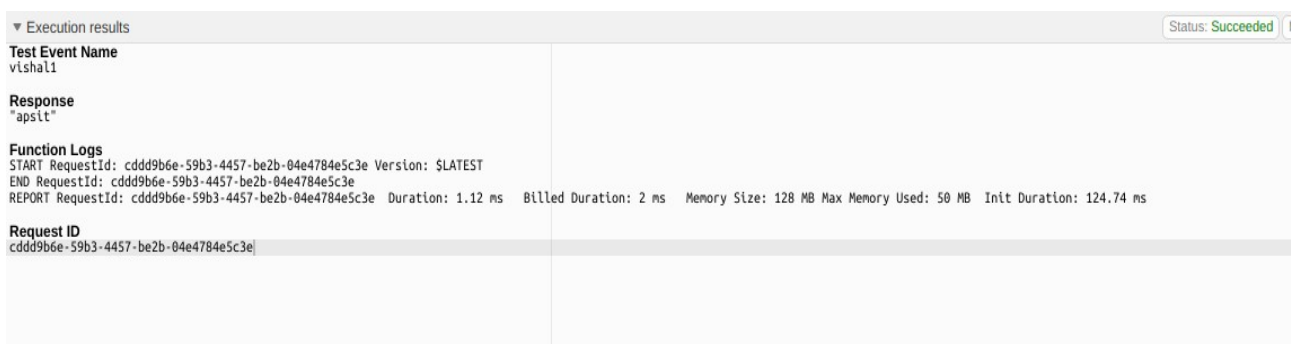 ▼ Execution results
Status: Succeeded
Test Event Name
vishal1
Response
"apsit"
Function Logs
START RequestId: cddd9b6e-59b3-4457-be2b-04e4784e5c3e Version: $LATEST
END RequestId: cddd9b6e-59b3-4457-be2b-04e4784e5c3e
REPORT RequestId: cddd9b6e-59b3-4457-be2b-04e4784e5c3e Duration: 1.12 ms Billed Duration: 2 ms Memory Size: 128 MB Max Memory Used: 50 MB Init Duration: 124.74 ms
Request ID
cddd9b6e-59b3-4457-be2b-04e4784e5c3e